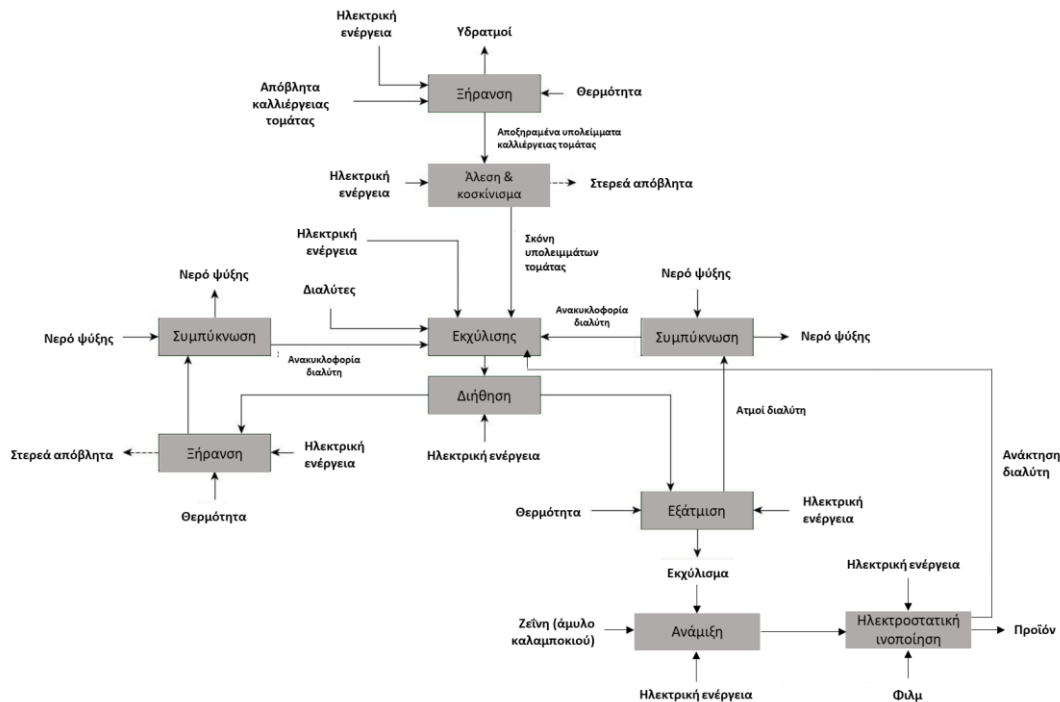 Ηλεκτρική
ενέργεια
Υδρατμοί
Απόβλητα
καλλιέργειας
τομάτας
Ξήρανση
Θερμότητα
Αποξηραμένα υπολείμματα
καλλιέργειας τομάτας
Ηλεκτρική
ενέργεια
Άλεση &
κοσκίνισμα
Στερεά απόβλητα
Ηλεκτρική
ενέργεια
Σκόνη
υπολειμμάτων
τομάτας
Νερό ψύξης
Διαλύτες
Νερό ψύξης
Νερό ψύξης
Συμπύκνωση
Ανακυκλοφορία
διαλύτη
Εκχύλισης
Ανακυκλοφορία
διαλύτη
Συμπύκνωση
Νερό ψύξης
Διήθηση
Ατμοί διαλύτη
Στερεά απόβλητα
Ξήρανση
Ηλεκτρική
ενέργεια
Ηλεκτρική ενέργεια
Ανάκτηση
διαλύτη
Θερμότητα
Θερμότητα
Εξάτμιση
Ηλεκτρική
ενέργεια
Εκχύλισμα
Ηλεκτρική ενέργεια
Ζεΐνη (άμυλο
καλαμποκιού)
Ανάμιξη
Ηλεκτροστατική
ινοποίηση
Προϊόν
Ηλεκτρική ενέργεια
Φιλμ